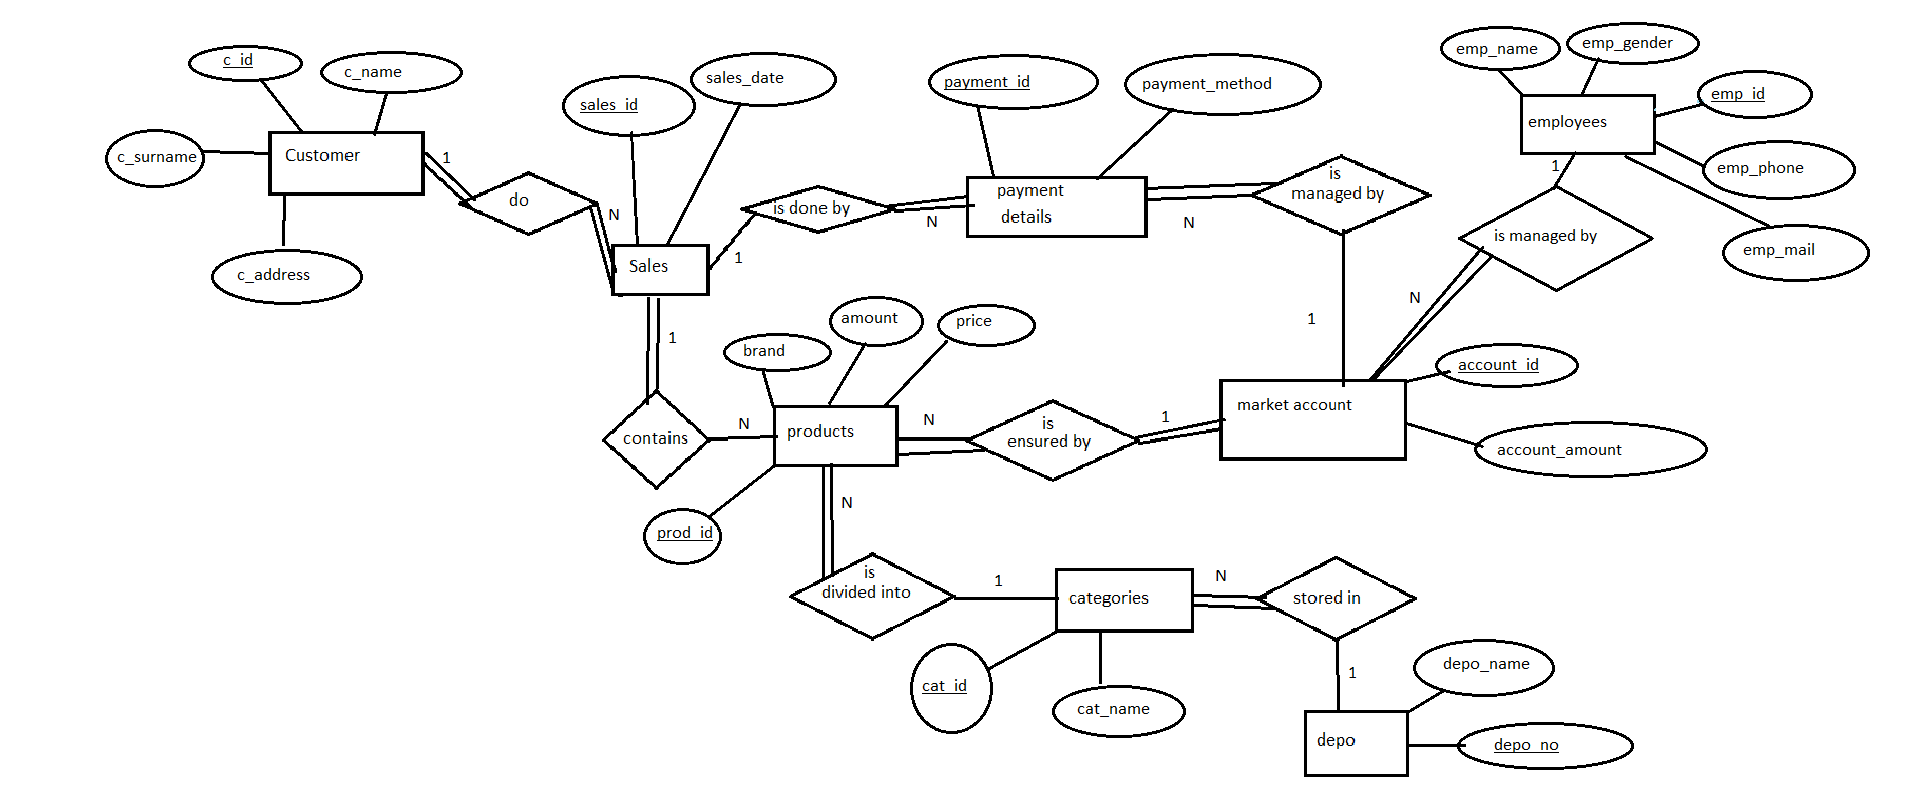 c_id
c_name
c_surname
Customer
c_address
1
do
N
sales_id
sales_date
Sales
1
is done by
N
payment_id
payment_method
payment
details
N
is
managed by
1
emp_name
emp_gender
emp_id
employees
emp_phone
emp_mail
1
is managed by
N
account_id
market account
account_amount
1
contains
N
brand
amount
price
products
prod_id
N
is
ensured by
1
N
is
divided into
1
categories
cat_id
cat_name
N
stored in
1
depo_name
depo
depo_no